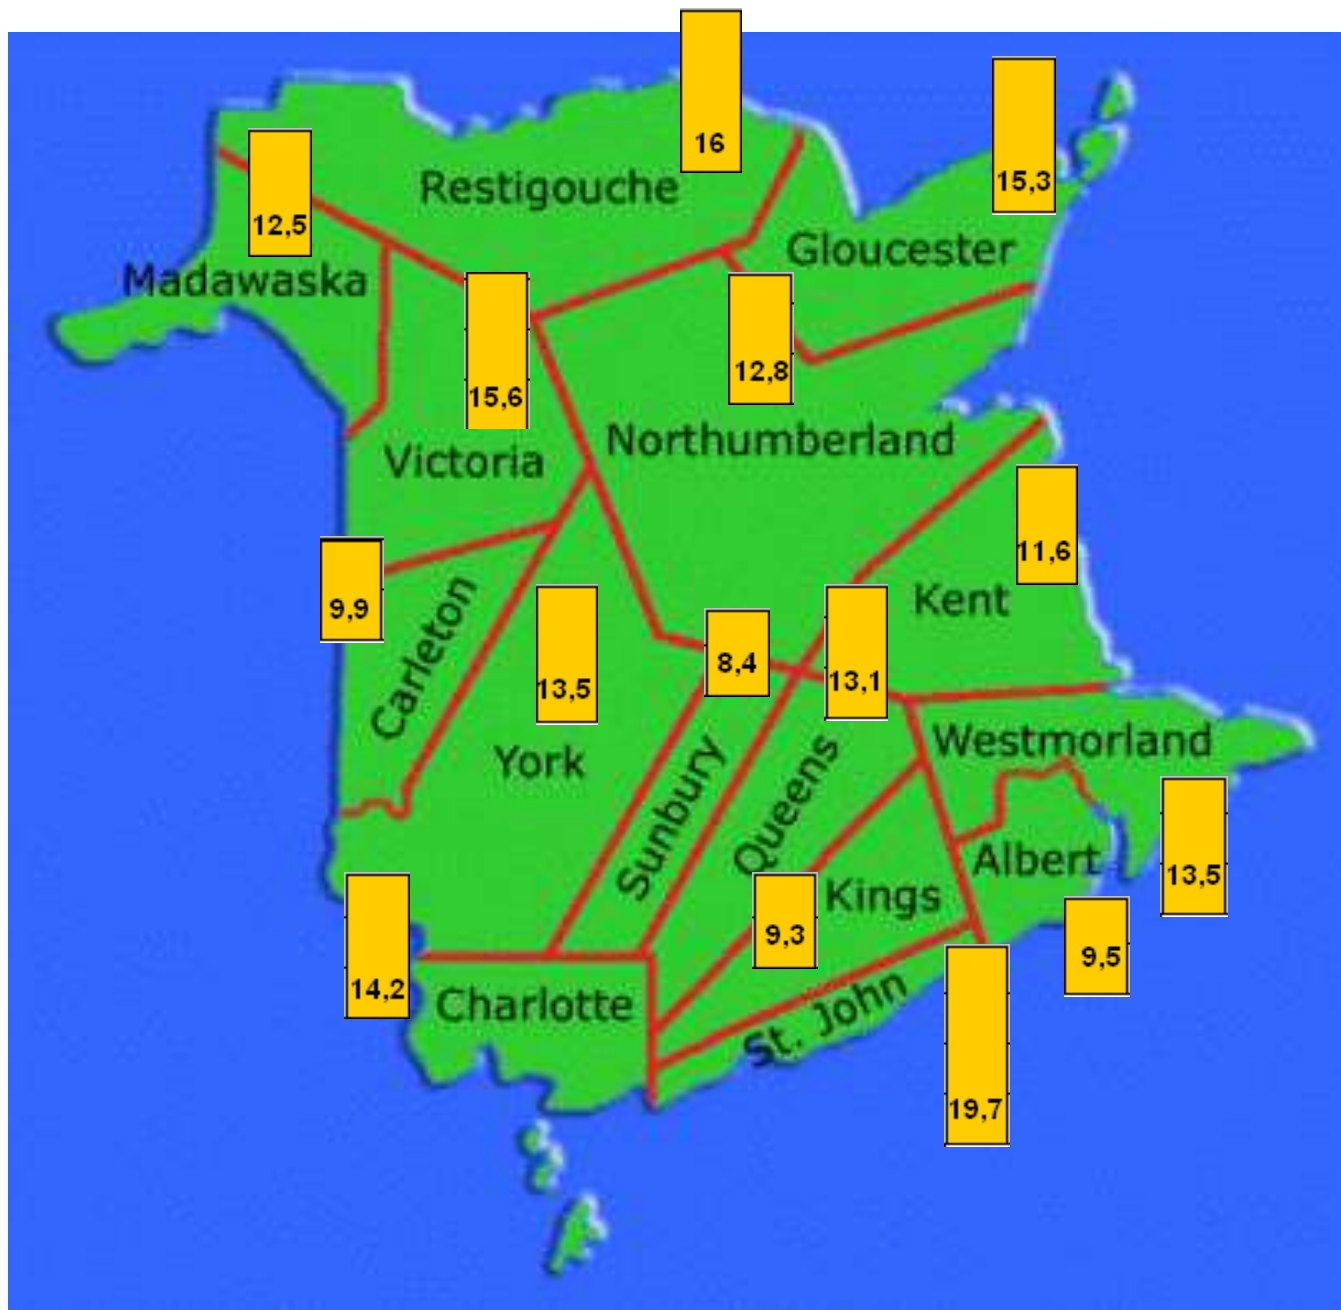 16
15,3
12,5
Restigouche
Gloucester
Madawaska
15,6
12,8
Northumberland
Victoria
11,6
9,9
Carleton
Kent
13,5
8,4
13,1
York
Sunbury
Queens
Westmorland
13,5
Albert
Kings
9,3
9,5
14,2
Charlotte
St. John
19,7